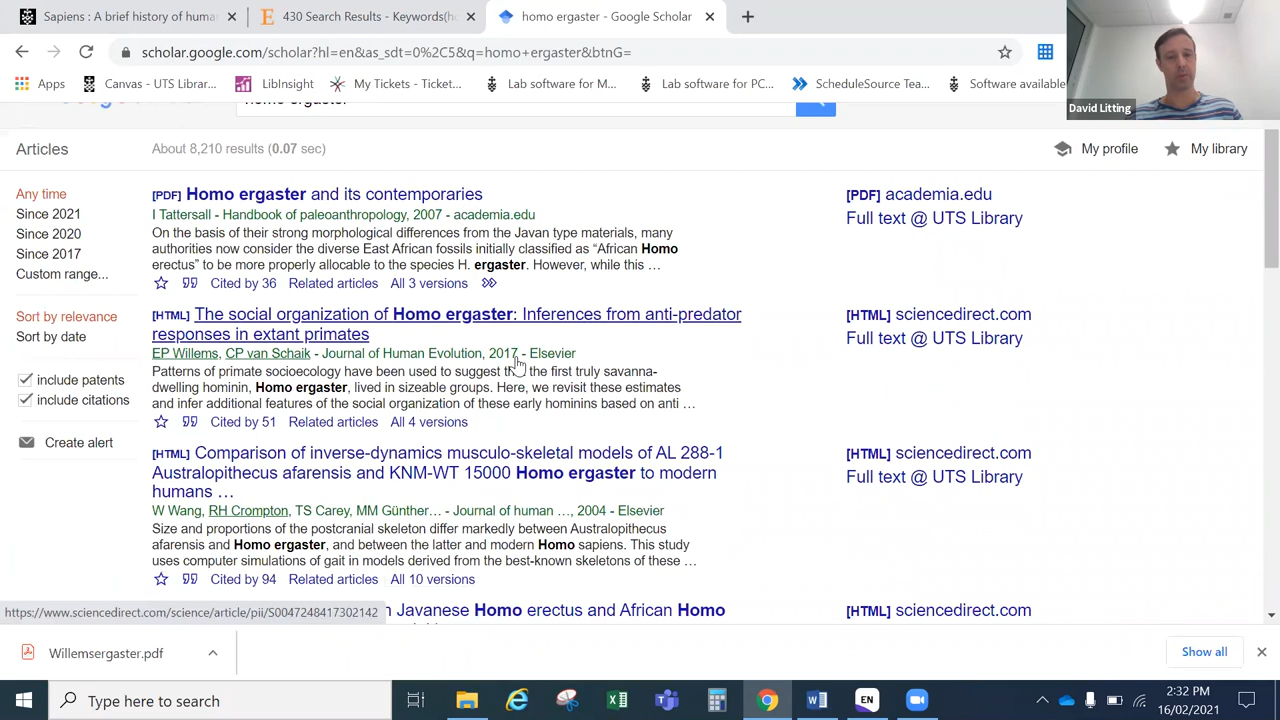 Sapiens : A brief history of huma
430 Search Results - Keywords(h
homo ergaster - Google Scholar
scholar.google.com/scholar?hl=en&as_sdt=0%2C5&q=homo+ergaster&btnG=
Apps
Canvas - UTS Librar...
LibInsight
My Tickets - Ticket...
Lab software for M...
Lab software for PC...
ScheduleSource Tea...
Software available
David Litting
homo ergaster
Articles
About 8,210 results (0.07 sec)
My profile
My library
Any time
Since 2021
Since 2020
Since 2017
Custom range...
Sort by relevance
Sort by date
include patents
include citations
Create alert
[PDF] Homo ergaster and its contemporaries
I Tattersall - Handbook of paleoanthropology, 2007 - academia.edu
On the basis of their strong morphological differences from the Javan type materials, many
authorities now consider the diverse East African fossils initially classified as “African Homo
erectus” to be more properly allocable to the species H. ergaster. However, while this …
Cited by 36 Related articles All 3 versions
[PDF] academia.edu
Full text @ UTS Library
[HTML] The social organization of Homo ergaster: Inferences from anti-predator
responses in extant primates
EP Willems, CP van Schaik - Journal of Human Evolution, 2017 - Elsevier
Patterns of primate socioecology have been used to suggest the first truly savanna-
dwelling hominin, Homo ergaster, lived in sizeable groups. Here, we revisit these estimates
and infer additional features of the social organization of these early hominins based on anti …
Cited by 51 Related articles All 4 versions
[HTML] sciencedirect.com
Full text @ UTS Library
[HTML] Comparison of inverse-dynamics musculo-skeletal models of AL 288-1
Australopithecus afarensis and KNM-WT 15000 Homo ergaster to modern
humans …
W Wang, RH Crompton, TS Carey, MM Günther… - Journal of human …, 2004 - Elsevier
Size and proportions of the postcranial skeleton differ markedly between Australopithecus
afarensis and Homo ergaster, and between the latter and modern Homo sapiens. This study
uses computer simulations of gait in models derived from the best-known skeletons of these …
Cited by 94 Related articles All 10 versions
[HTML] sciencedirect.com
Full text @ UTS Library
n Javanese Homo erectus and African Homo
[HTML] sciencedirect.com
https://www.sciencedirect.com/science/article/pii/S0047248417302142
Willemsergaster.pdf
Show all
Type here to search
EN
2:32 PM
16/02/2021